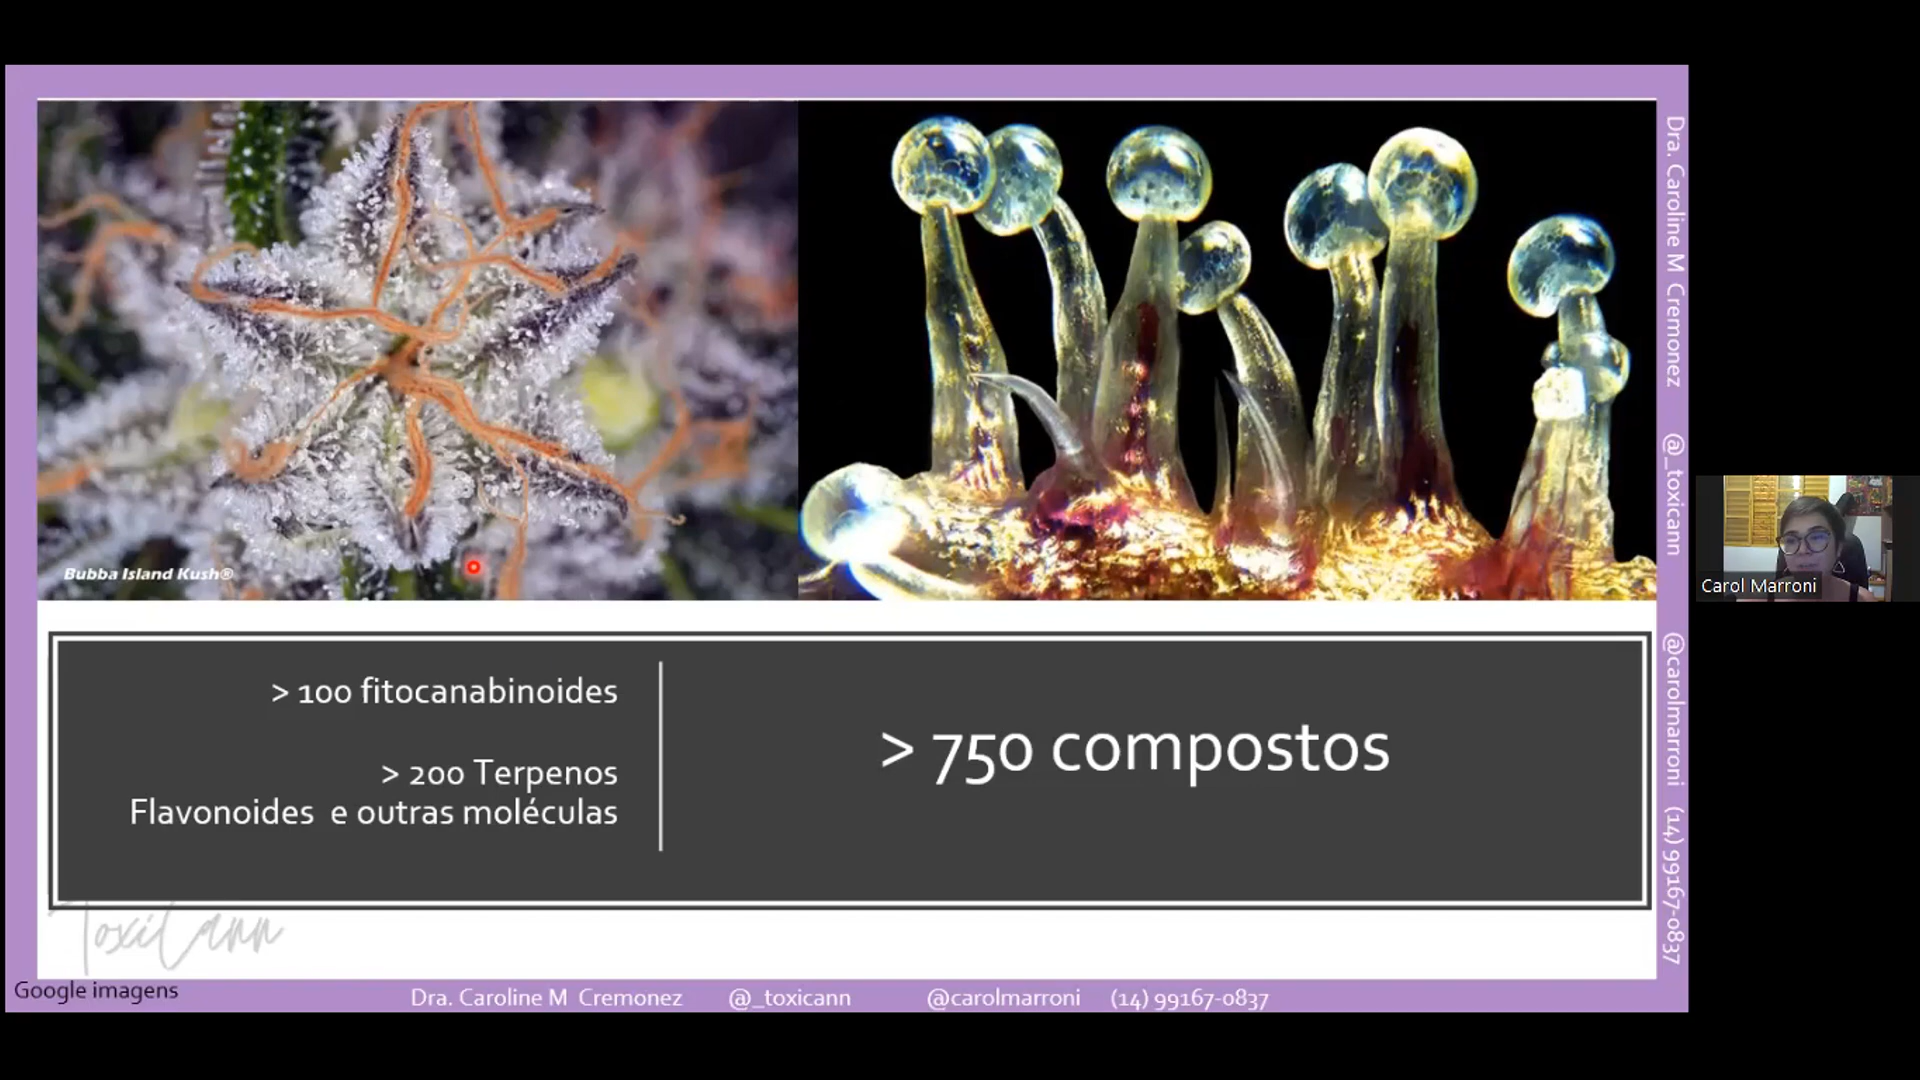 Bubba Island Kush®
> 100 fitocanabinoides
> 200 Terpenos
Flavonoides e outras moléculas
> 750 compostos
ToxiCann
Google imagens
Dra. Caroline M Cremonez @_toxicann @carolmarroni (14) 99167-0837
Dra. Caroline M Cremonez @_toxicann @carolmarroni (14) 99167-0837
Carol Marroni